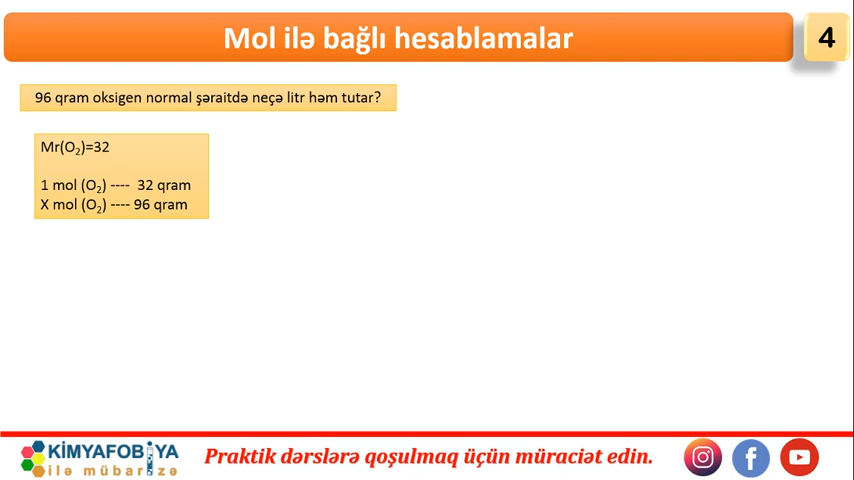 Mol ilə bağlı hesablamalar
4
96 qram oksigen normal şəraitdə neçə litr həm tutar?
Mr(O₂)=32
1 mol (O₂) ---- 32 qram
X mol (O₂) ---- 96 qram
KİMYAFOBİYA
ilə mübarizə
Praktik dərslərə qoşulmaq üçün müraciət edin.